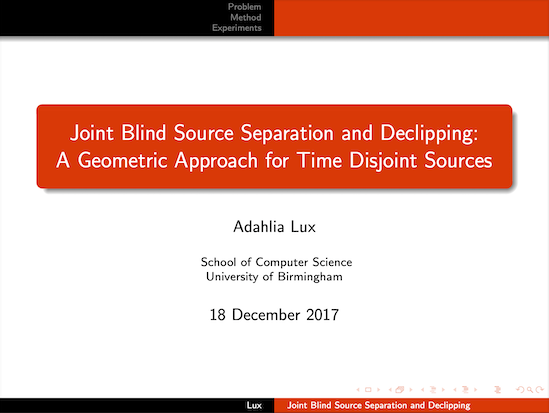 Problem
Method
Experiments
Joint Blind Source Separation and Declipping:
A Geometric Approach for Time Disjoint Sources
Adahlia Lux
School of Computer Science
University of Birmingham
18 December 2017
Lux Joint Blind Source Separation and Declipping